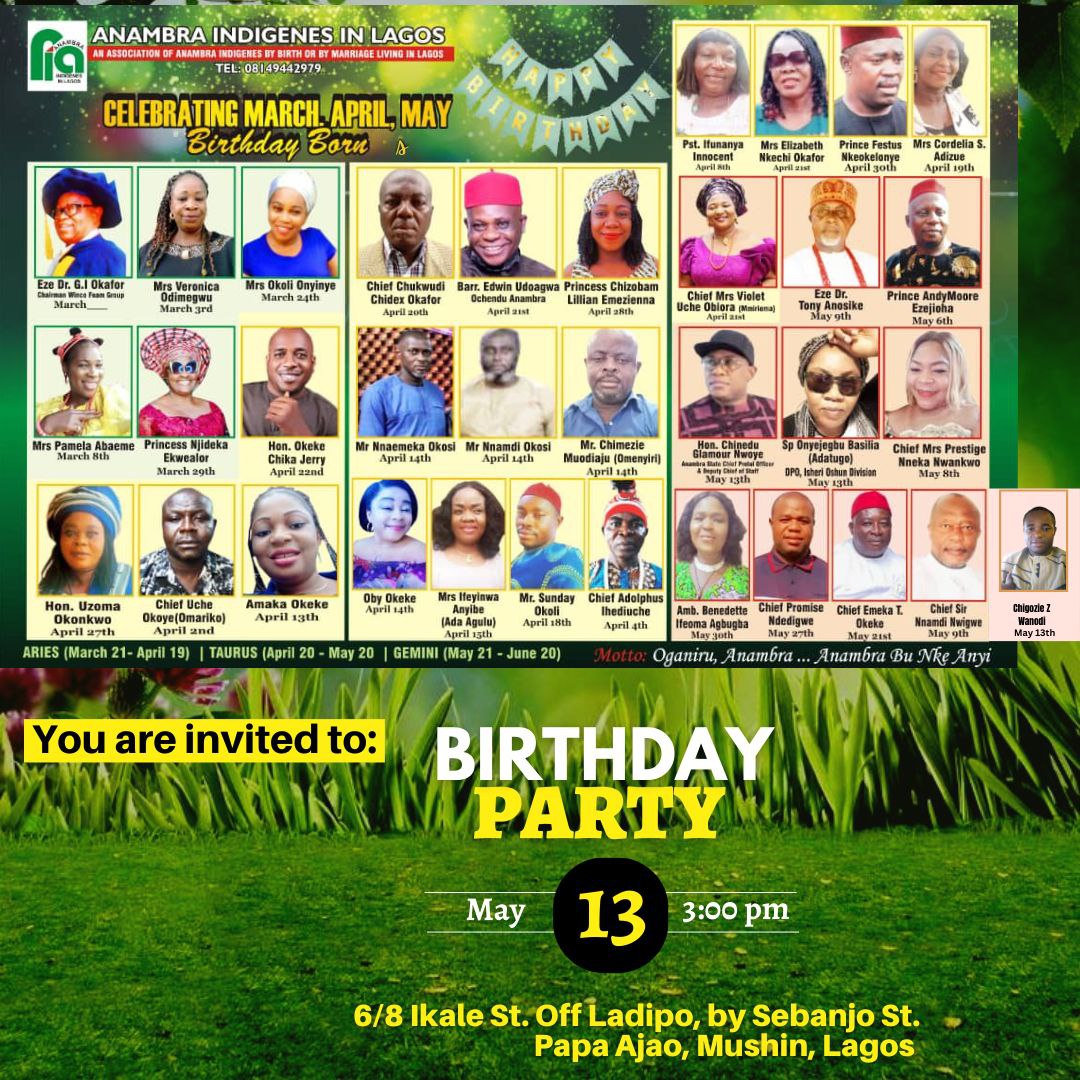 ANAMBRA
INDIGENES
IN LAGOS
ANAMBRA INDIGENES IN LAGOS
AN ASSOCIATION OF ANAMBRA INDIGENES BY BIRTH OR BY MARRIAGE LIVING IN LAGOS
TEL: 08149442979
CELEBRATING MARCH. APRIL, MAY
Birthday Born's
HAPPY
BIRTHDAY
Eze Dr. G.I Okafor
Chairman Winco Foam Group
March___
Mrs Veronica
Odimegwu
March 3rd
Mrs Okoli Onyinye
March 24th
Mrs Pamela Abaeme
March 8th
Princess Njideka
Ekwealor
March 29th
Hon. Okeke
Chika Jerry
April 22nd
Hon. Uzoma
Okonkwo
April 27th
Chief Uche
Okoye(Omariko)
April 2nd
Amaka Okeke
April 13th
Chief Chukwudi
Chidex Okafor
April 20th
Barr. Edwin Udoagwa
Ochendu Anambra
April 21st
Princess Chizobam
Lillian Emezienna
April 28th
Mr Nnaemeka Okosi
April 14th
Mr Nnamdi Okosi
April 14th
Mr. Chimezie
Muodiaju (Omenyiri)
April 14th
Oby Okeke
April 14th
Mrs Ifeyinwa
Anyibe
(Ada Agulu)
April 15th
Mr. Sunday
Okoli
April 18th
Chief Adolphus
Ihediuche
April 4th
Pst. Ifunanya
Innocent
April 8th
Mrs Elizabeth
Nkechi Okafor
April 21st
Prince Festus
Nkeokelonye
April 30th
Mrs Cordelia S.
Adizue
April 19th
Chief Mrs Violet
Uche Obiora (Mmiriema)
April 21st
Eze Dr.
Tony Anosike
May 9th
Prince AndyMoore
Ezejioha
May 6th
Hon. Chinedu
Glamour Nwoye
Anambra State Chief Protol Officer
& Deputy Chief of Staff
May 13th
Sp Onyejegbu Basilia
(Adatugo)
DPO, Isheri Oshun Division
May 13th
Chief Mrs Prestige
Nneka Nwankwo
May 8th
Amb. Benedette
Ifeoma Agbugba
May 30th
Chief Promise
Ndedigwe
May 27th
Chief Emeka T.
Okeke
May 21st
Chief Sir
Nnamdi Nwigwe
May 9th
Chigozie Z
Wanodi
May 13th
ARIES (March 21- April 19) | TAURUS (April 20 - May 20 | GEMINI (May 21 - June 20)
Motto: Oganiru, Anambra ... Anambra Bu Nke Anyi
You are invited to:
BIRTHDAY
PARTY
May 13 3:00 pm
6/8 Ikale St. Off Ladipo, by Sebanjo St.
Papa Ajao, Mushin, Lagos